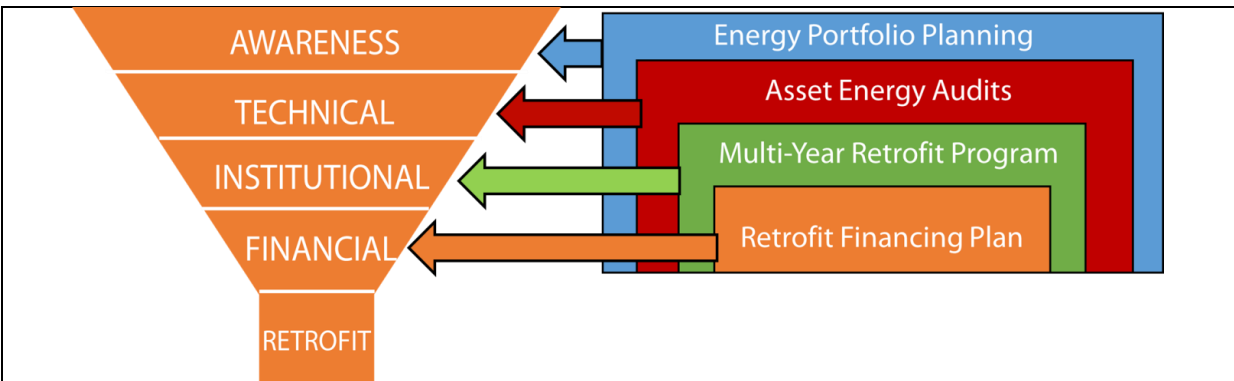 AWARENESS
TECHNICAL
INSTITUTIONAL
FINANCIAL
RETROFIT
Energy Portfolio Planning
Asset Energy Audits
Multi-Year Retrofit Program
Retrofit Financing Plan